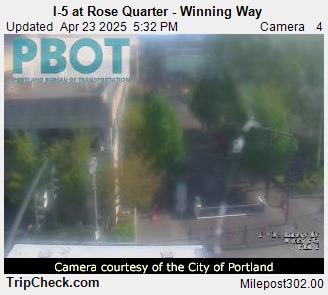 I-5 at Rose Quarter - Winning Way
Updated Apr 23 2025 5:32 PM Camera 4
PBOT
PORTLAND BUREAU OF TRANSPORTATION
Camera courtesy of the City of Portland
TripCheck.com Milepost302.00